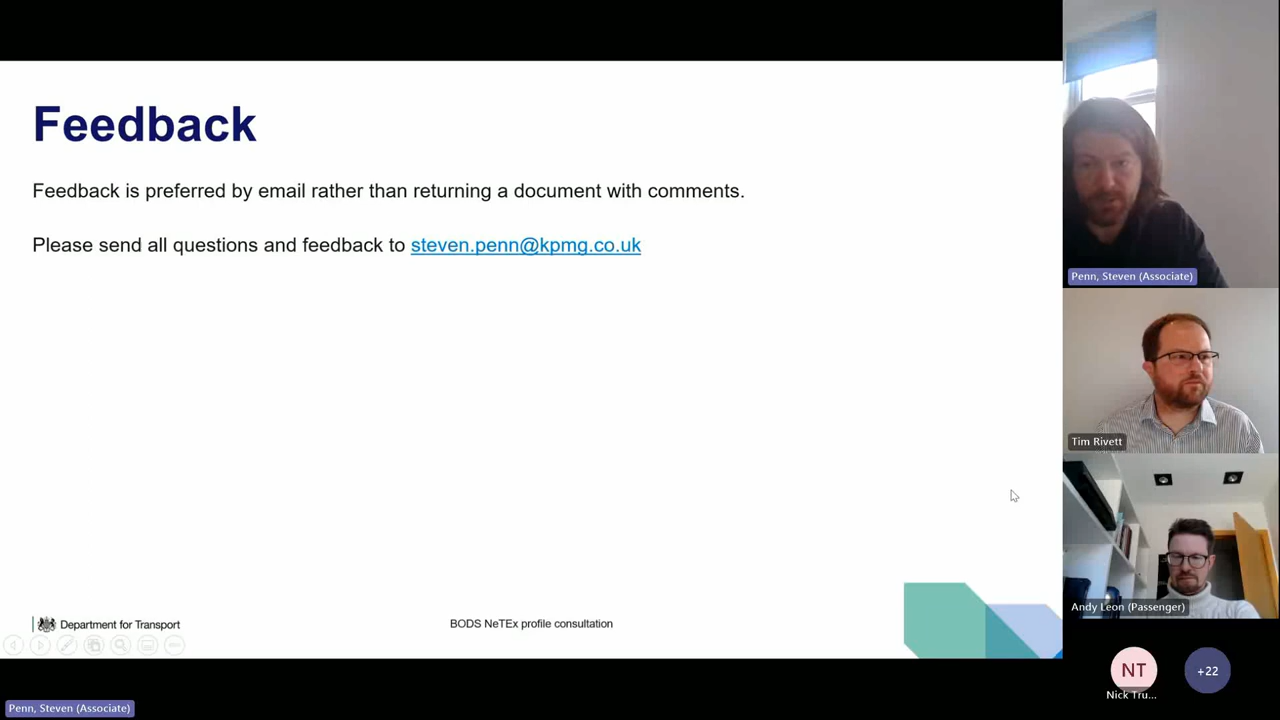 Feedback
Feedback is preferred by email rather than returning a document with comments.
Please send all questions and feedback to steven.penn@kpmg.co.uk
Department for Transport
BODS NeTEx profile consultation
Penn, Steven (Associate)
Penn, Steven (Associate)
Tim Rivett
Andy Leon (Passenger)
NT
+22
Nick Tru...